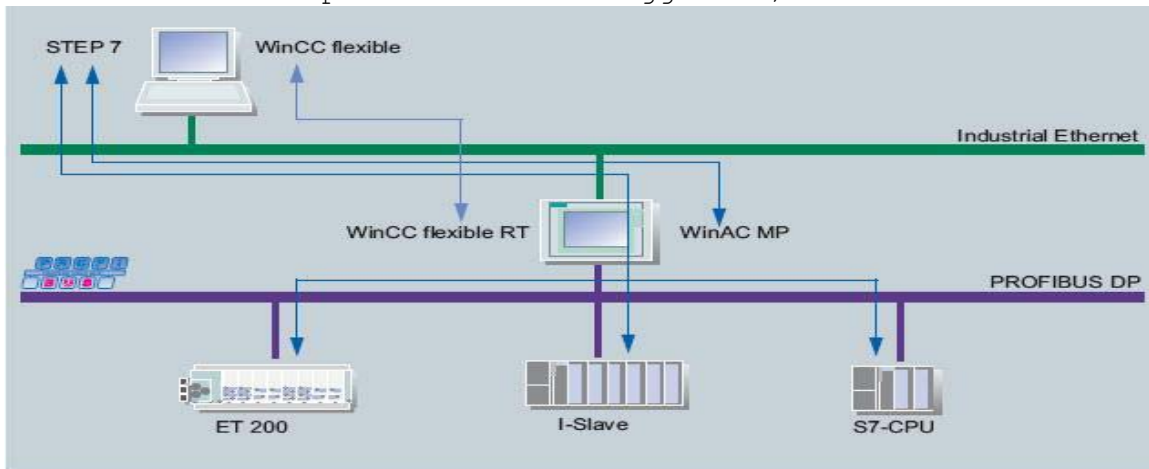 STEP 7
WinCC flexible
Industrial Ethernet
WinCC flexible RT
WinAC MP
PROFIBUS DP
ET 200
I-Slave
S7-CPU